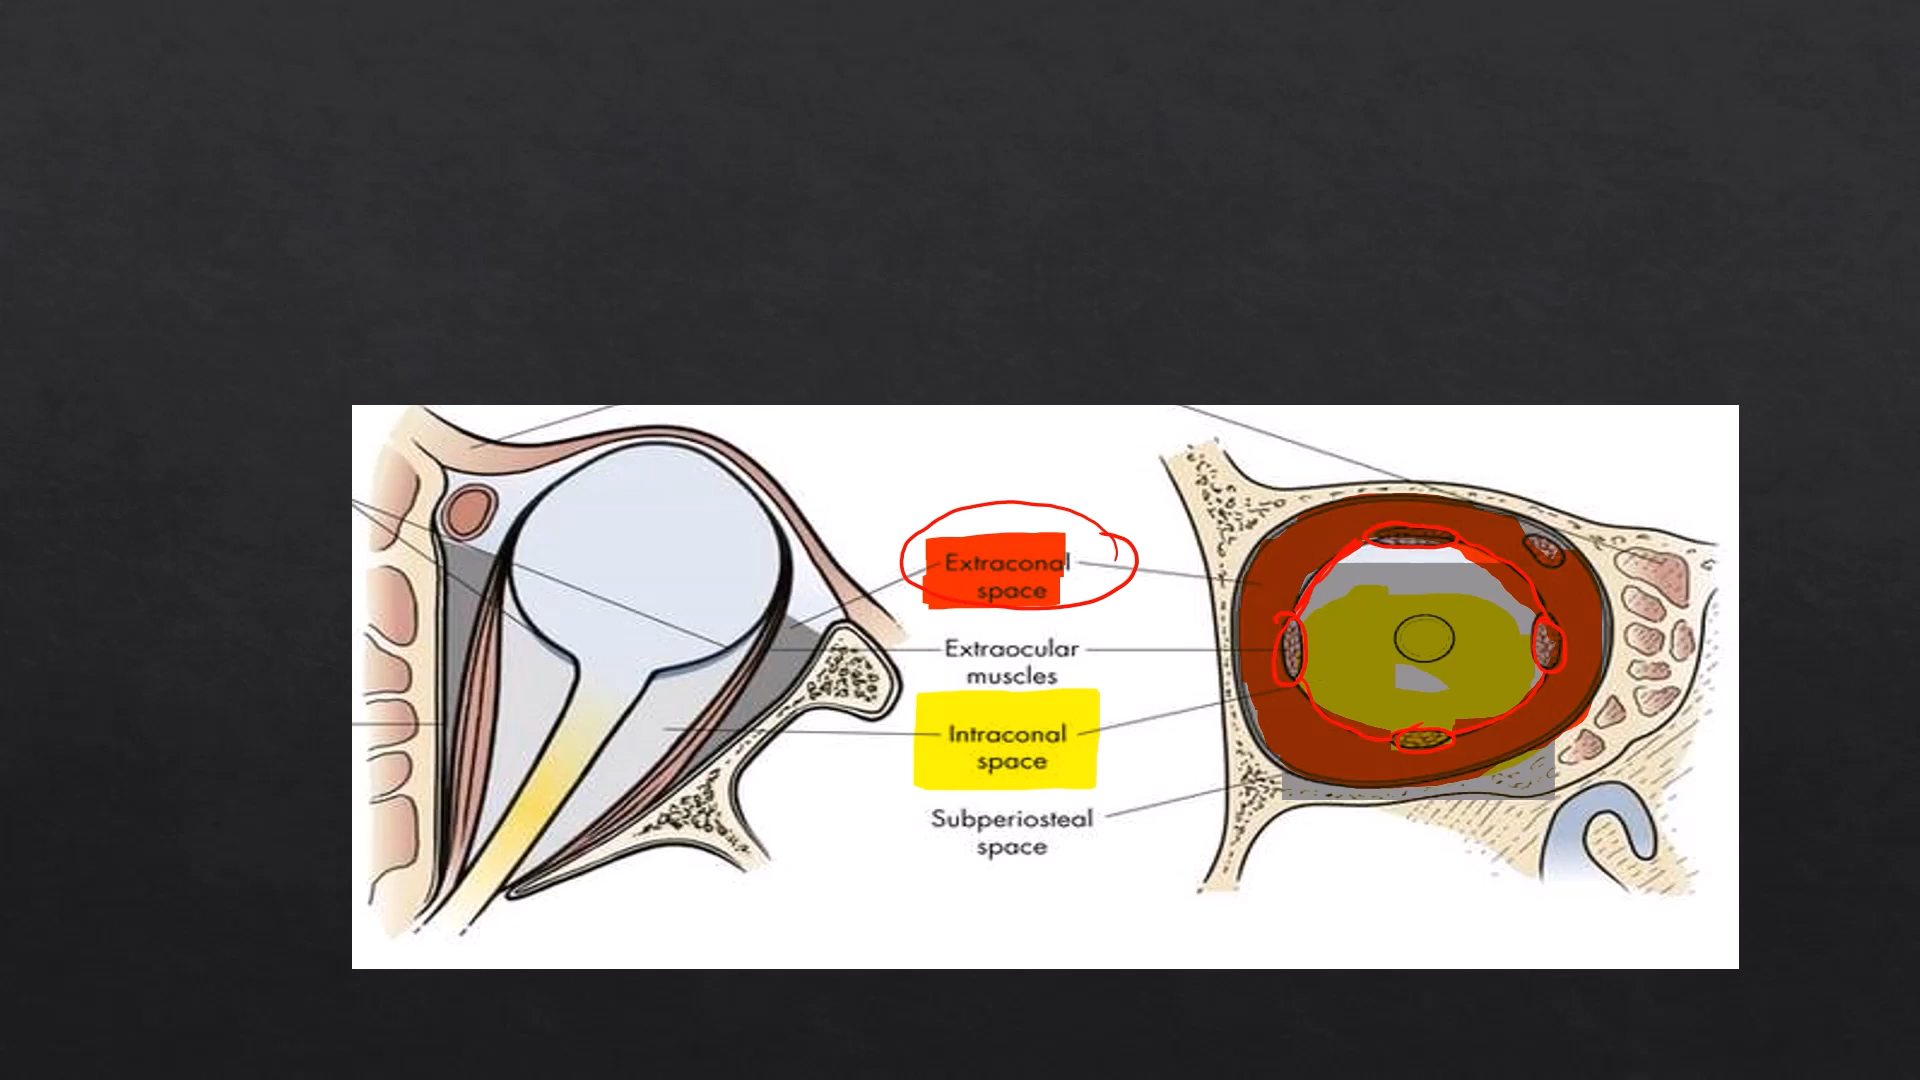 Extraconal
space
Extraocular
muscles
Intraconal
space
Subperiosteal
space